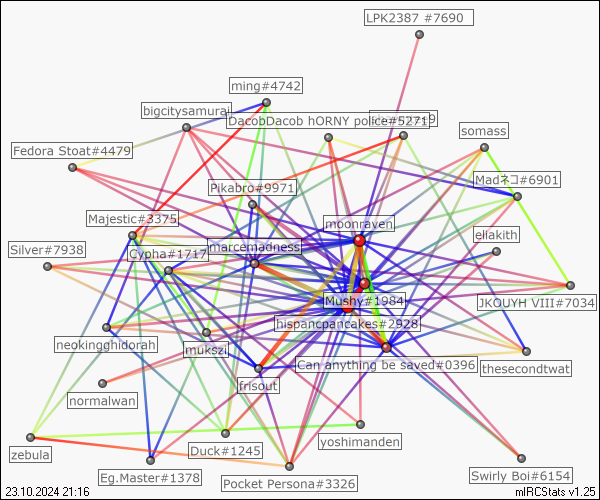 LPK2387 #7690
ming#4742
bigcitysamurai
DacobDacob hORNY police#5271
somass
Fedora Stoat#4479
Pikabro#9971
Madネコ#6901
Majestic#3375
moonraven
ellakith
Silver#7938
Cypha#1717
marcemadness
Mushy#1984
JKOUYH VIII#7034
hispancpancakes#2928
neokingghidorah
mukszi
Can anything be saved#0396
thesecondtwat
frisout
normalwan
yoshimanden
zebula
Duck#1245
Eg.Master#1378
Pocket Persona#3326
Swirly Boi#6154
23.10.2024 21:16
mIRCStats v1.25